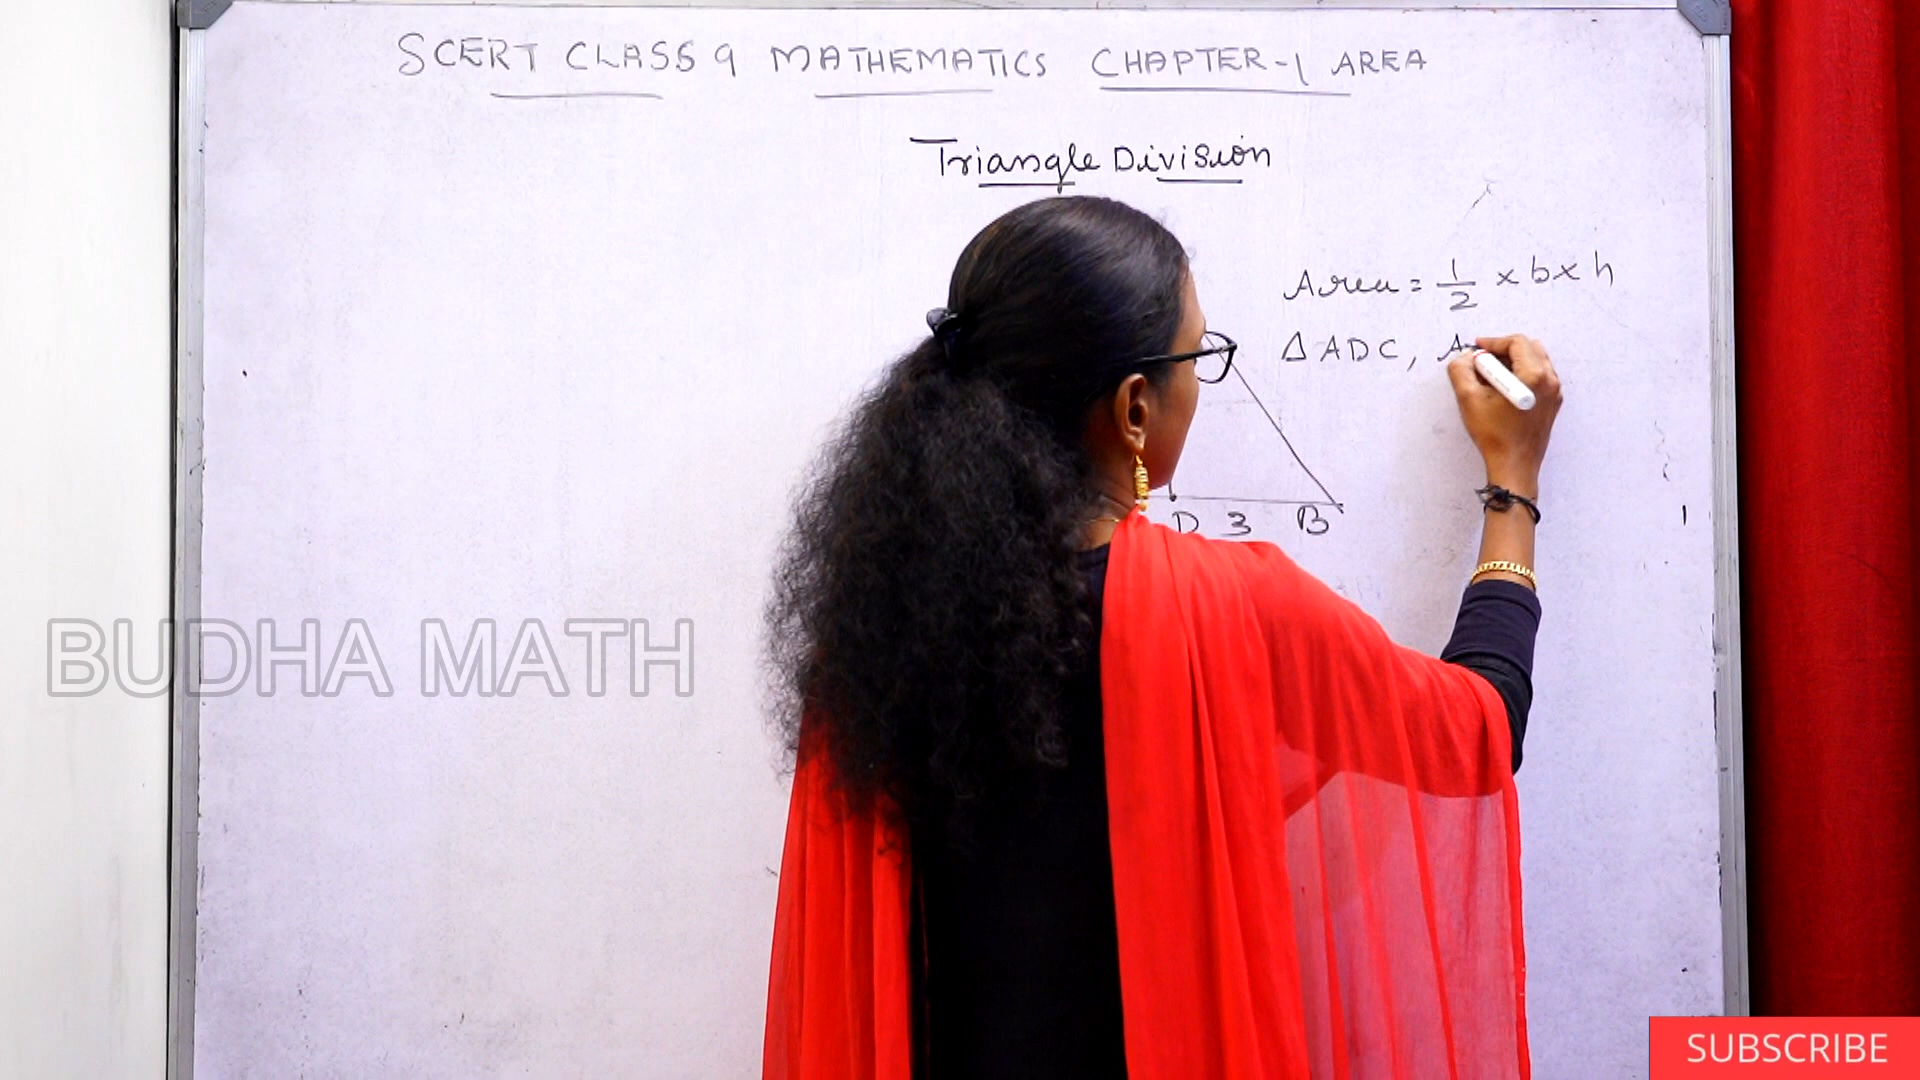 SCERT CLASS 9 MATHEMATICS CHAPTER-1 AREA
Triangle Division
Area = 1/2 x b x h
Δ ADC, A
D 3 B
BUDHA MATH
SUBSCRIBE